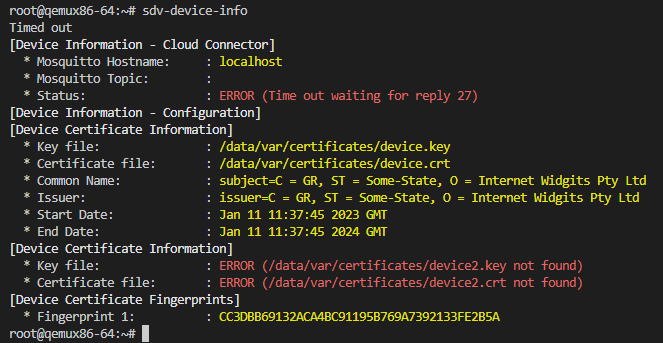 root@qemux86-64:~# sdv-device-info
Timed out
[Device Information - Cloud Connector]
  * Mosquitto Hostname:     : localhost
  * Mosquitto Topic:        :
  * Status:                 : ERROR (Time out waiting for reply 27)
[Device Information - Configuration]
[Device Certificate Information]
  * Key file:               : /data/var/certificates/device.key
  * Certificate file:       : /data/var/certificates/device.crt
  * Common Name:            : subject=C = GR, ST = Some-State, O = Internet Widgits Pty Ltd
  * Issuer:                 : issuer=C = GR, ST = Some-State, O = Internet Widgits Pty Ltd
  * Start Date:             : Jan 11 11:37:45 2023 GMT
  * End Date:               : Jan 11 11:37:45 2024 GMT
[Device Certificate Information]
  * Key file:               : ERROR (/data/var/certificates/device2.key not found)
  * Certificate file:       : ERROR (/data/var/certificates/device2.crt not found)
[Device Certificate Fingerprints]
  * Fingerprint 1:          : CC3DBB69132ACA4BC91195B769A7392133FE2B5A
root@qemux86-64:~#